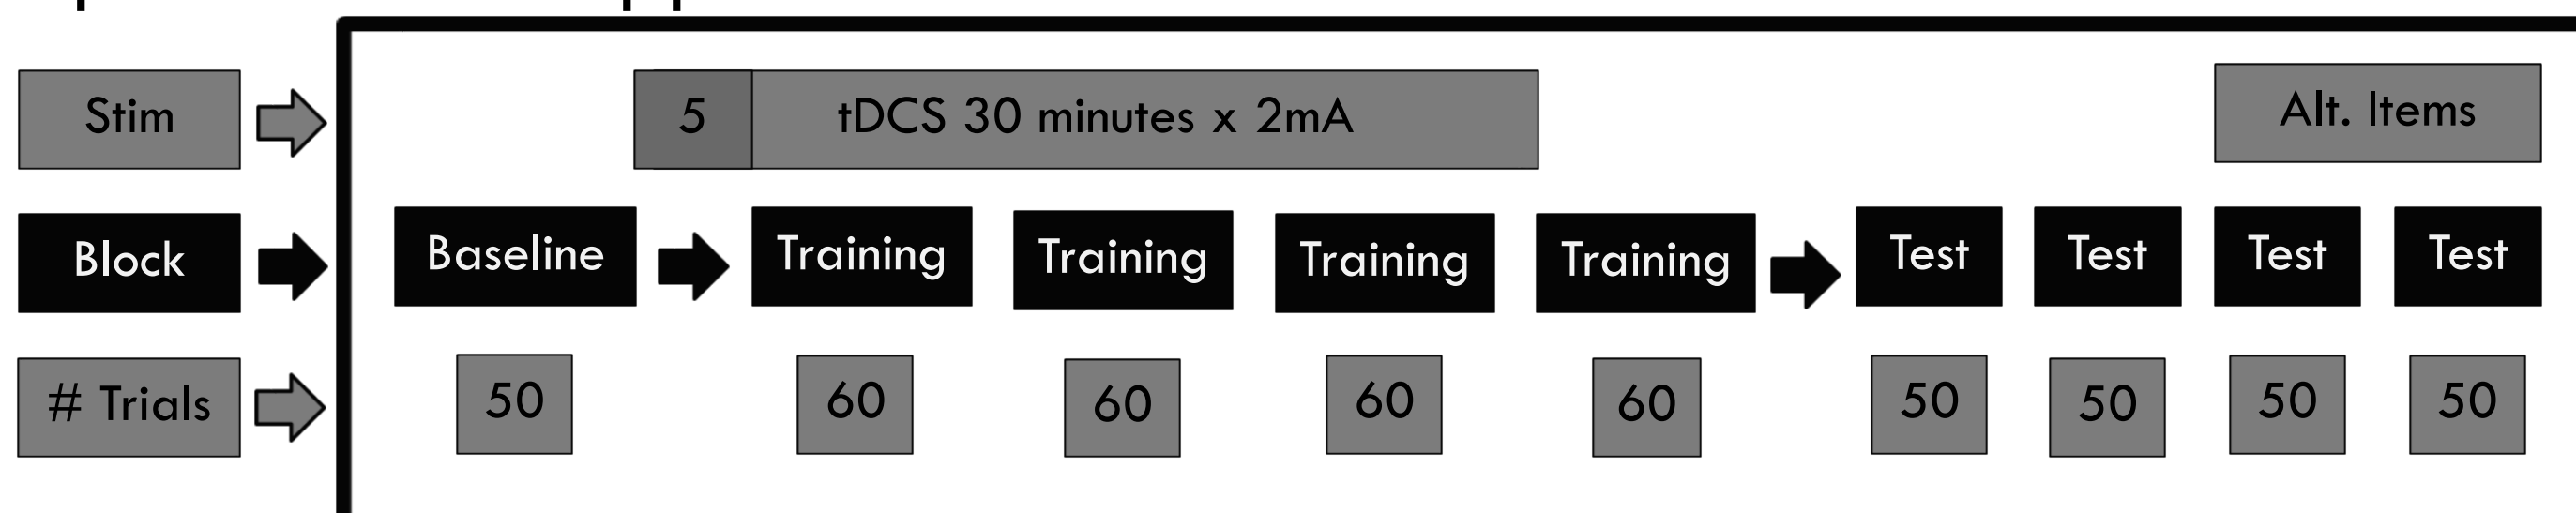 Stim
5
tDCS 30 minutes x 2mA
Alt. Items
Block
Baseline
Training
Training
Training
Training
Test
Test
Test
Test
# Trials
50
60
60
60
60
50
50
50
50